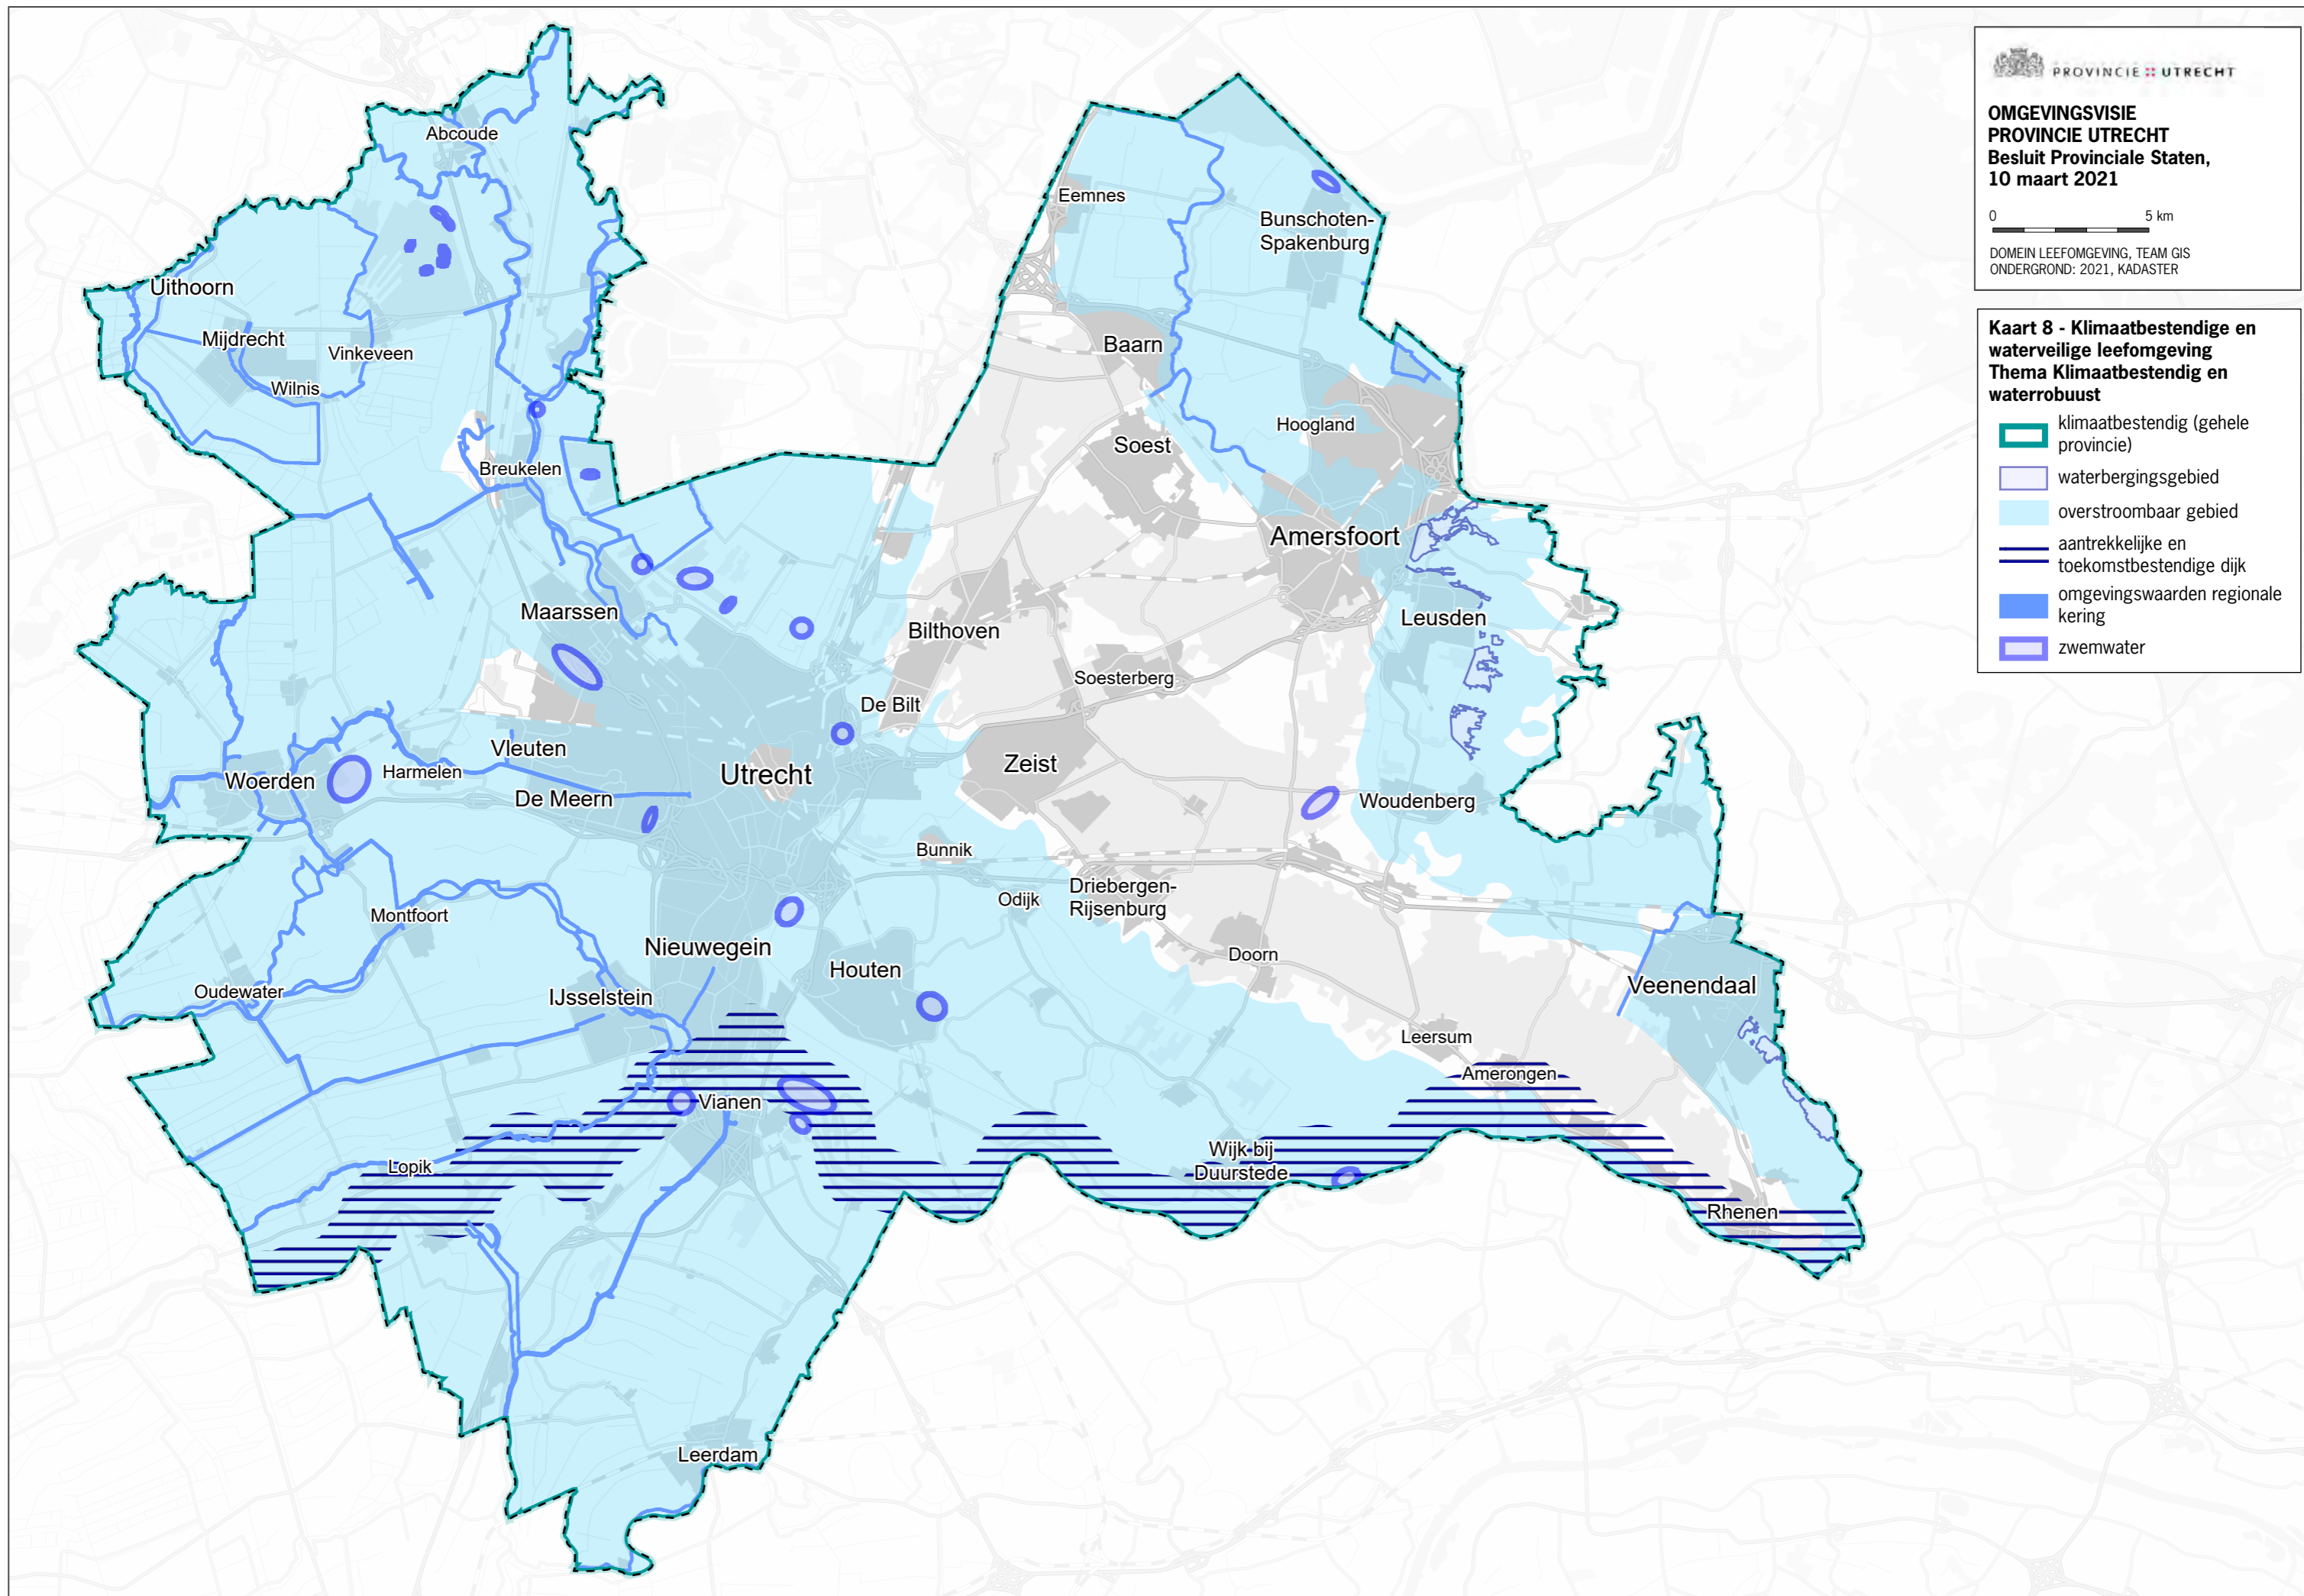 PROVINCIE UTRECHT
OMGEVINGSVISIE
PROVINCIE UTRECHT
Besluit Provinciale Staten,
10 maart 2021
0 5 km
DOMEIN LEEFOMGEVING, TEAM GIS
ONDERGROND: 2021, KADASTER
Kaart 8 - Klimaatbestendige en
waterveilige leefomgeving
Thema Klimaatbestendig en
waterrobuust
klimaatbestendig (gehele
provincie)
waterbergingsgebied
overstroombaar gebied
aantrekkelijke en
toekomstbestendige dijk
omgevingswaarden regionale
kering
zwemwater
Abcoude
Eemnes
Bunschoten-
Spakenburg
Uithoorn
Mijdrecht
Vinkeveen
Baarn
Wilnis
Hoogland
Soest
Breukelen
Amersfoort
Maarssen
Leusden
Bilthoven
Soesterberg
De Bilt
Vleuten
Zeist
Utrecht
Harmelen
Woerden
De Meern
Woudenberg
Bunnik
Driebergen-
Rijsenburg
Odijk
Montfoort
Nieuwegein
Doorn
Houten
Veenendaal
Oudewater
IJsselstein
Leersum
Amerongen
Vianen
Wijk bij
Duurstede
Lopik
Rhenen
Leerdam